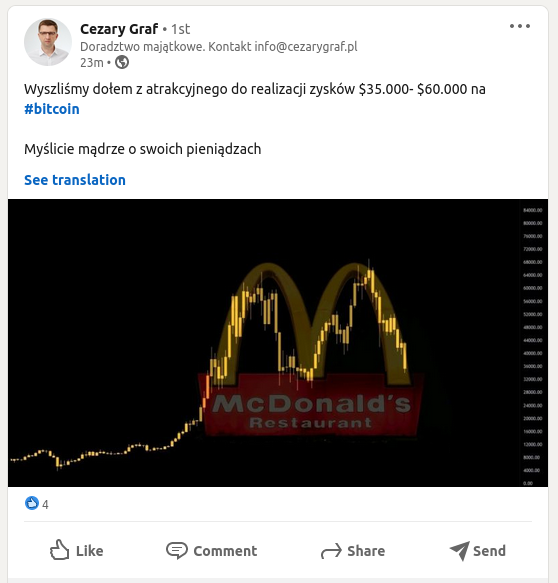 Cezary Graf • 1st
Doradztwo majątkowe. Kontakt info@cezarygraf.pl
23m •
Wyszliśmy dołem z atrakcyjnego do realizacji zysków $35.000- $60.000 na
#bitcoin
Myślicie mądrze o swoich pieniądzach
See translation
84000.00
80000.00
76000.00
72000.00
68000.00
64000.00
60000.00
56000.00
52000.00
48000.00
44000.00
40000.00
36000.00
32000.00
28000.00
24000.00
20000.00
16000.00
12000.00
8000.00
4000.00
0.00
McDonald's
Restaurant
4
Like
Comment
Share
Send